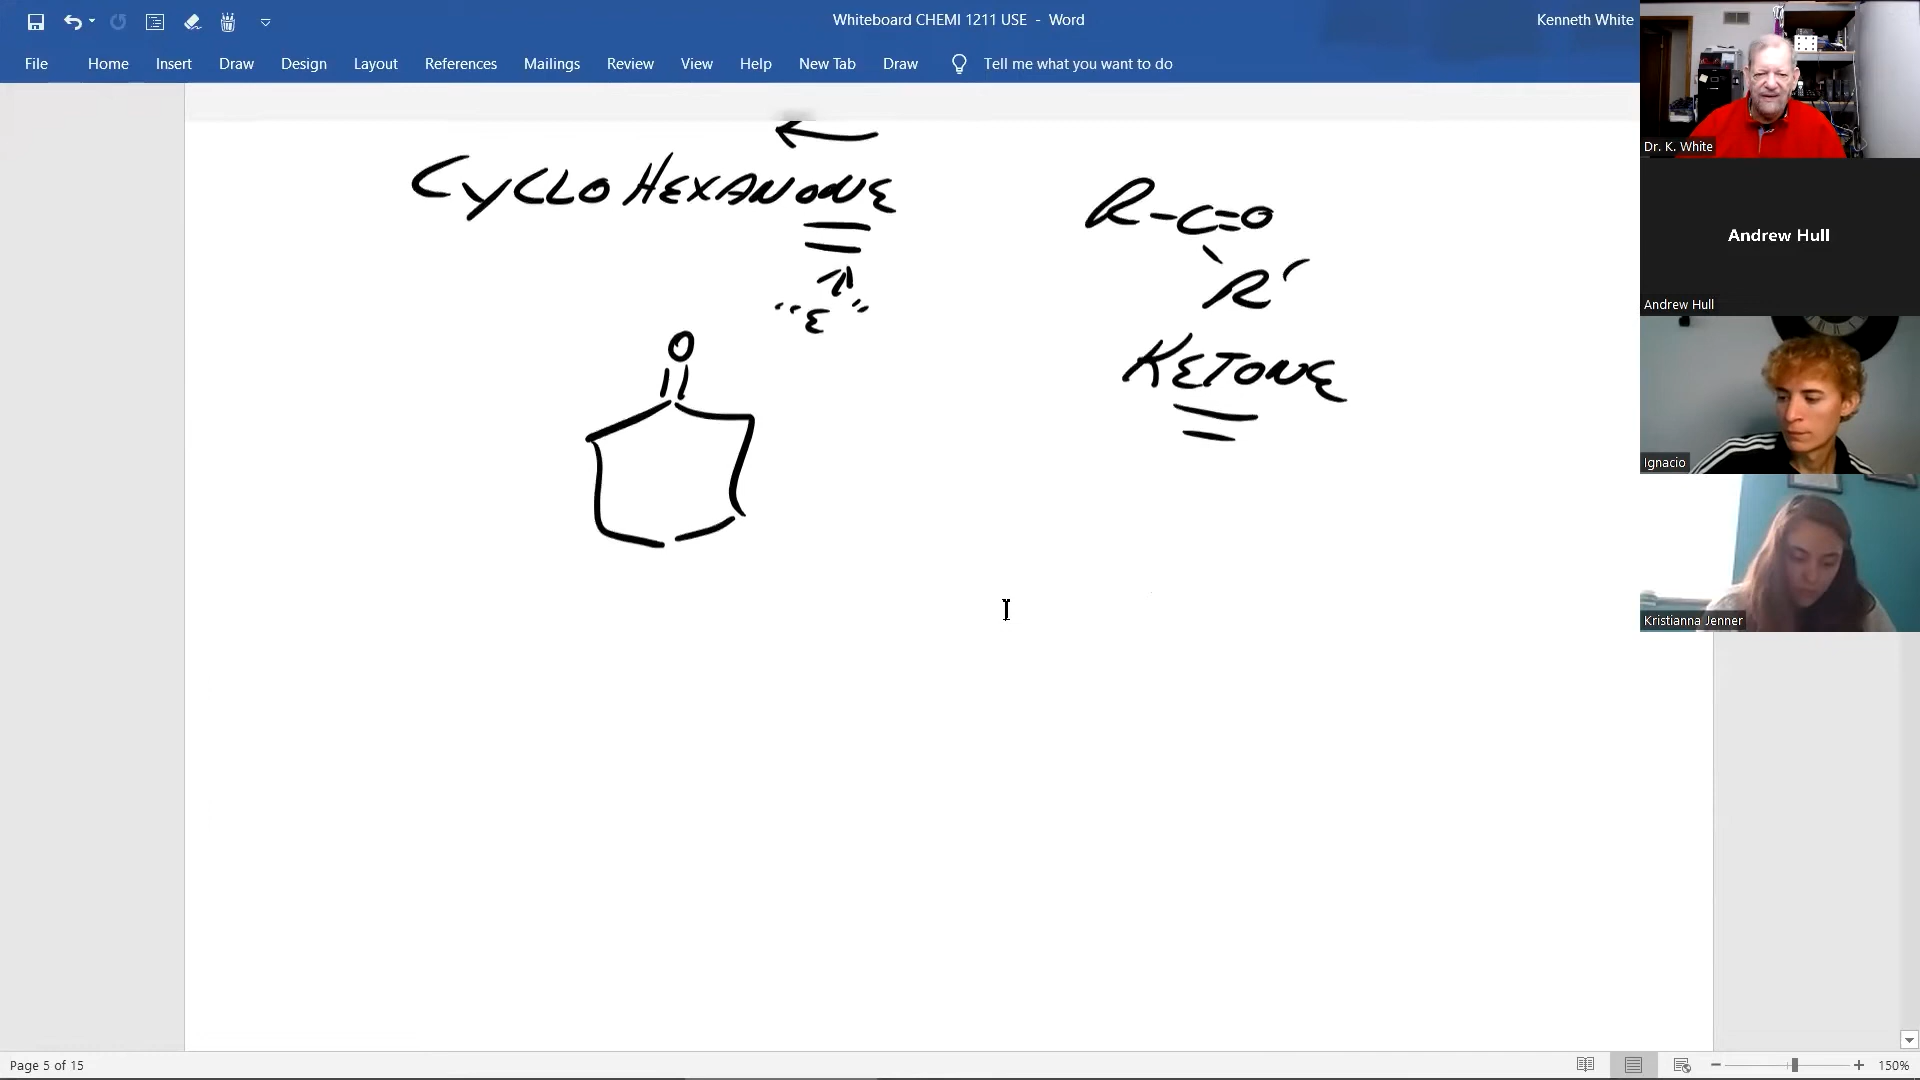 Whiteboard CHEMI 1211 USE - Word
Kenneth White
File Home Insert Draw Design Layout References Mailings Review View Help New Tab Draw Tell me what you want to do
CYCLOHEXANONE
"E"
O
R-C=O
R'
KETONE
Dr. K. White
Andrew Hull
Andrew Hull
Ignacio
Kristianna Jenner
Page 5 of 15
150%